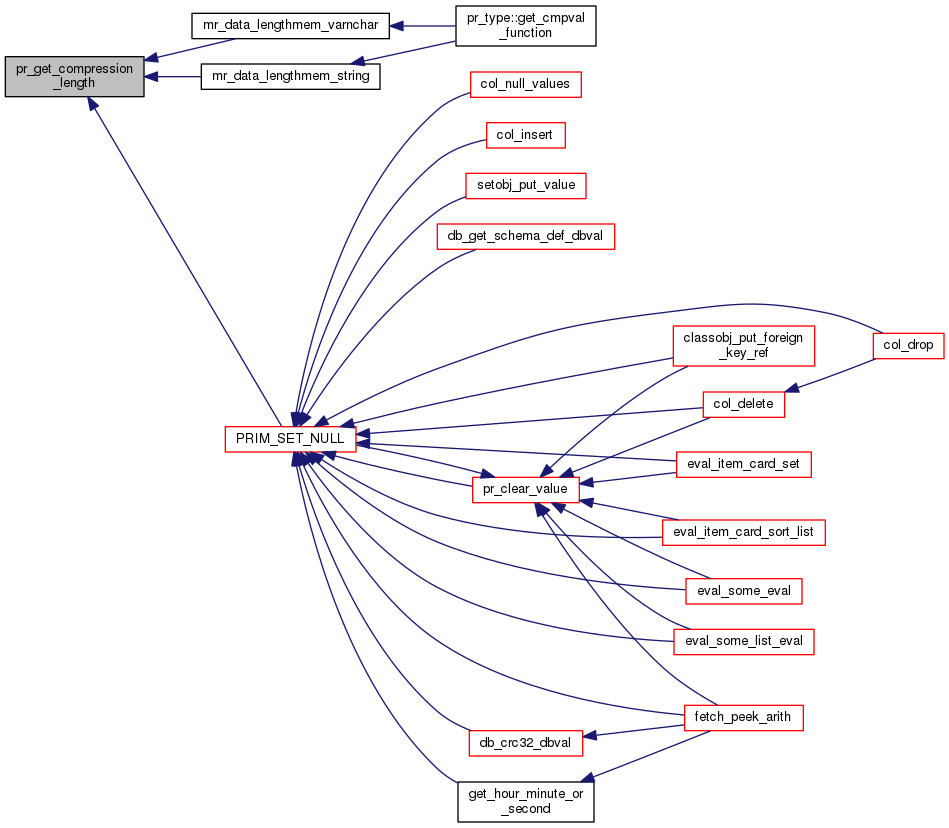 mr_data_lengthmem_varnchar
pr_type::get_cmpval
_function
pr_get_compression
_length
mr_data_lengthmem_string
col_null_values
col_insert
setobj_put_value
db_get_schema_def_dbval
classobj_put_foreign
_key_ref
col_drop
col_delete
PRIM_SET_NULL
eval_item_card_set
pr_clear_value
eval_item_card_sort_list
eval_some_eval
eval_some_list_eval
fetch_peek_arith
db_crc32_dbval
get_hour_minute_or
_second